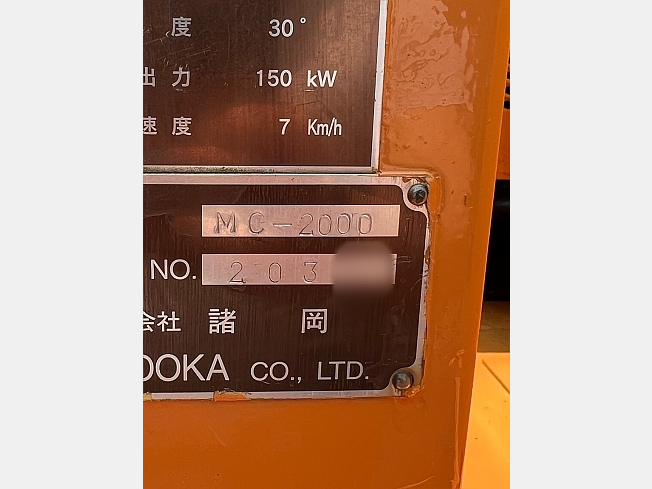 度 30°
出力 150 kW
速度 7 Km/h
MC-2000
NO. 203
会社 諸岡
OOKA CO., LTD.